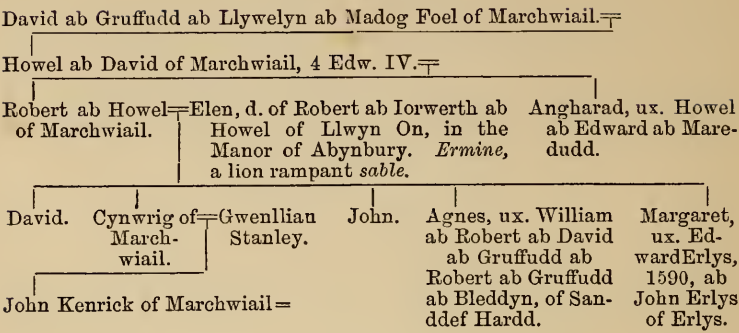 David ab Gruffudd ab Llywelyn ab Madog Foel of Marchwiail.=
Howel ab David of Marchwiail, 4 Edw. IV.=
Robert ab Howel=Elen, d. of Robert ab Iorwerth ab
of Marchwiail.
Howel of Llwyn On, in the
Manor of Abynbury. Ermine,
a lion rampant sable.
Angharad, ux. Howel
ab Edward ab Mare-
dudd.
David.
Cynwrig of=Gwenllian
March-
wiail.
Stanley.
John.
Agnes, ux. William
ab Robert ab David
ab Gruffudd ab
Robert ab Gruffudd
ab Bleddyn, of San-
ddef Hardd.
Margaret,
ux. Ed-
wardErlys,
1590, ab
John Erlys
of Erlys.
John Kenrick of Marchwiail=